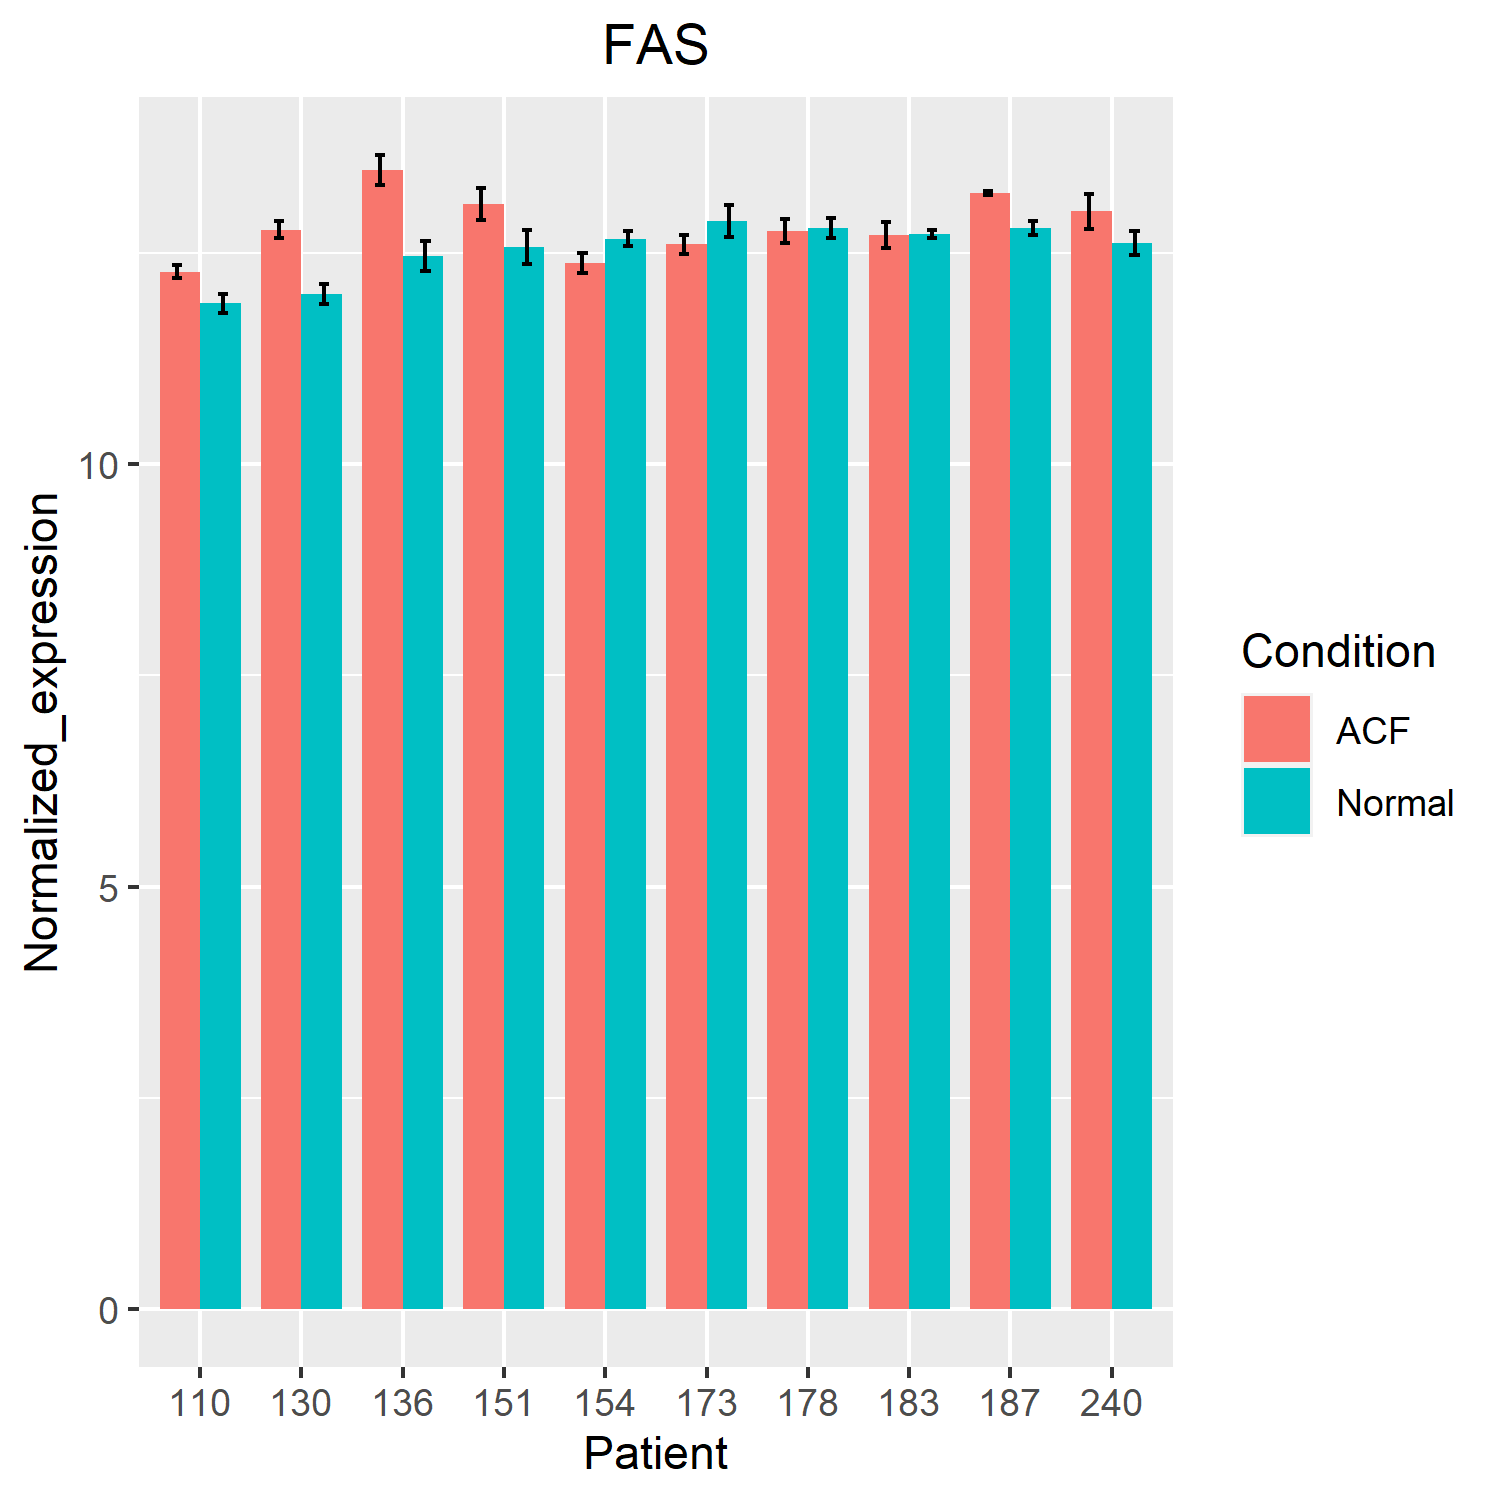 FAS
Normalized_expression
10
5
0
110 130 136 151 154 173 178 183 187 240
Patient
Condition
ACF
Normal